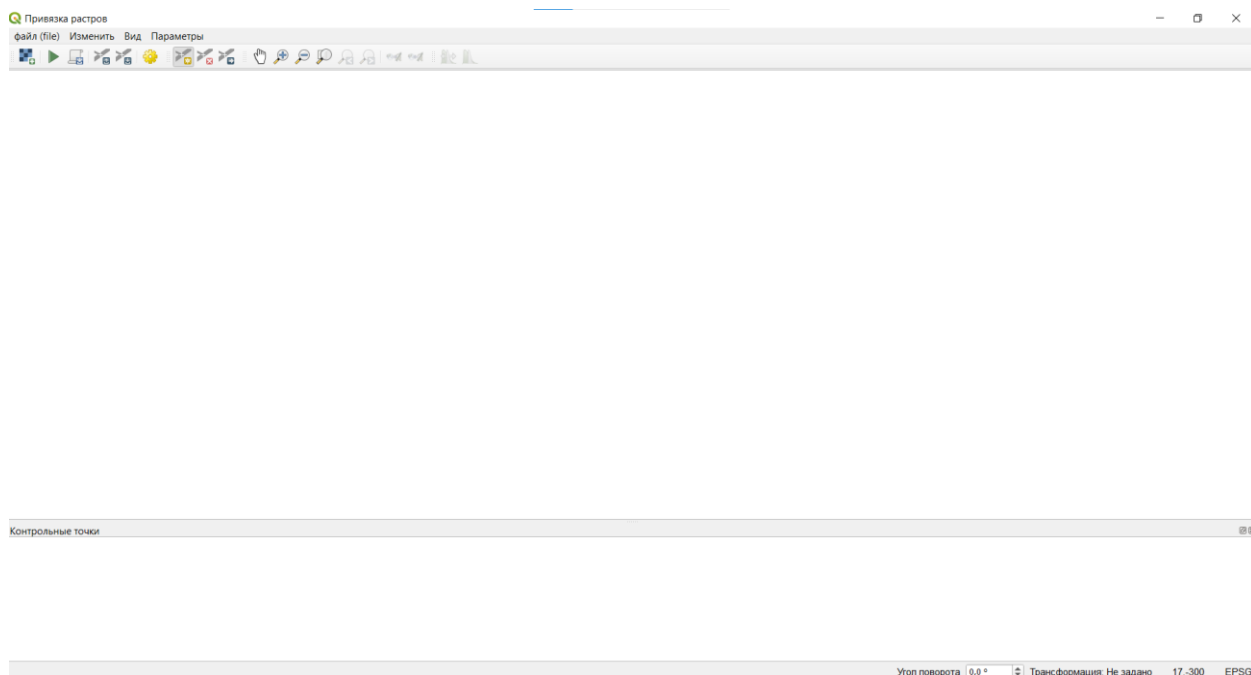 Привязка растров
файл (file) Изменить Вид Параметры
Контрольные точки
Угол поворота 0,0 ° Трансформация: Не задано 17,-300 EPSG